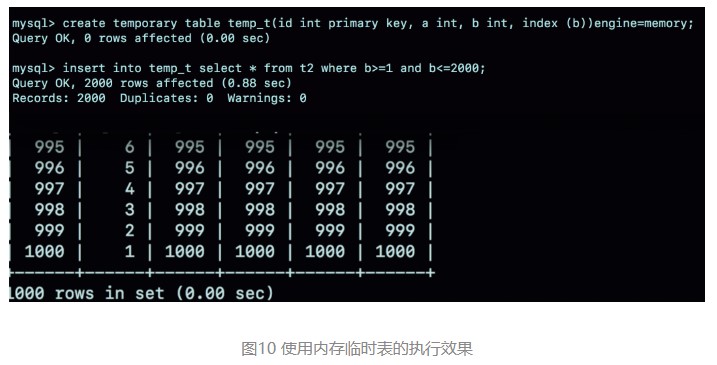 mysql> create temporary table temp_t(id int primary key, a int, b int, index (b))engine=memory;
Query OK, 0 rows affected (0.00 sec)
mysql> insert into temp_t select * from t2 where b>=1 and b<=2000;
Query OK, 2000 rows affected (0.88 sec)
Records: 2000  Duplicates: 0  Warnings: 0
| 995 | 6 | 995 | 995 | 995 | 995 |
| 996 | 5 | 996 | 996 | 996 | 996 |
| 997 | 4 | 997 | 997 | 997 | 997 |
| 998 | 3 | 998 | 998 | 998 | 998 |
| 999 | 2 | 999 | 999 | 999 | 999 |
| 1000 | 1 | 1000 | 1000 | 1000 | 1000 |
+------+------+------+------+------+------+
1000 rows in set (0.00 sec)
图10 使用内存临时表的执行效果